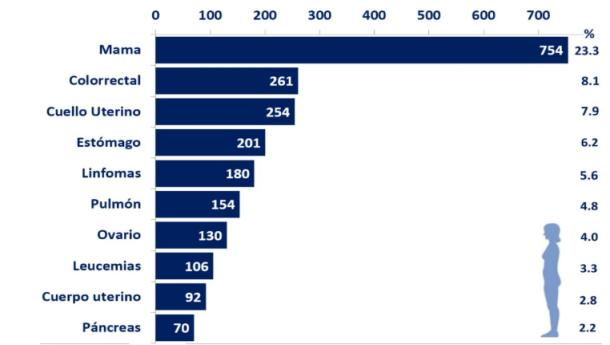 0 100 200 300 400 500 600 700
%
Mama 754 23.3
Colorrectal 261 8.1
Cuello Uterino 254 7.9
Estómago 201 6.2
Linfomas 180 5.6
Pulmón 154 4.8
Ovario 130 4.0
Leucemias 106 3.3
Cuerpo uterino 92 2.8
Páncreas 70 2.2